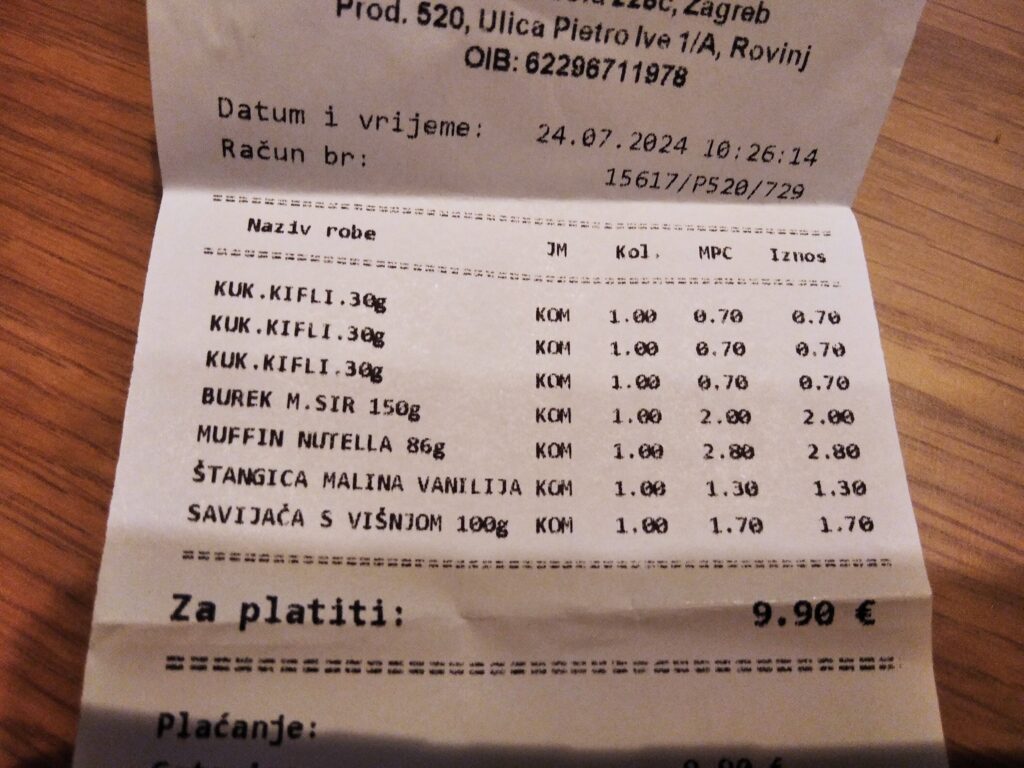 Zagreb
Prod. 520, Ulica Pietro Ive 1/A, Rovinj
OIB: 62296711978
Datum i vrijeme: 24.07.2024 10:26:14
Račun br: 15617/P520/729
Naziv robe JM Kol. MPC Iznos
KUK.KIFLI.30g KOM 1.00 0.70 0.70
KUK.KIFLI.30g KOM 1.00 0.70 0.70
KUK.KIFLI.30g KOM 1.00 0.70 0.70
BUREK M.SIR 150g KOM 1.00 2.00 2.00
MUFFIN NUTELLA 86g KOM 1.00 2.80 2.80
ŠTANGICA MALINA VANILIJA KOM 1.00 1.30 1.30
SAVIJAČA S VIŠNJOM 100g KOM 1.00 1.70 1.70
Za platiti: 9.90 €
Plaćanje:
9.90 €